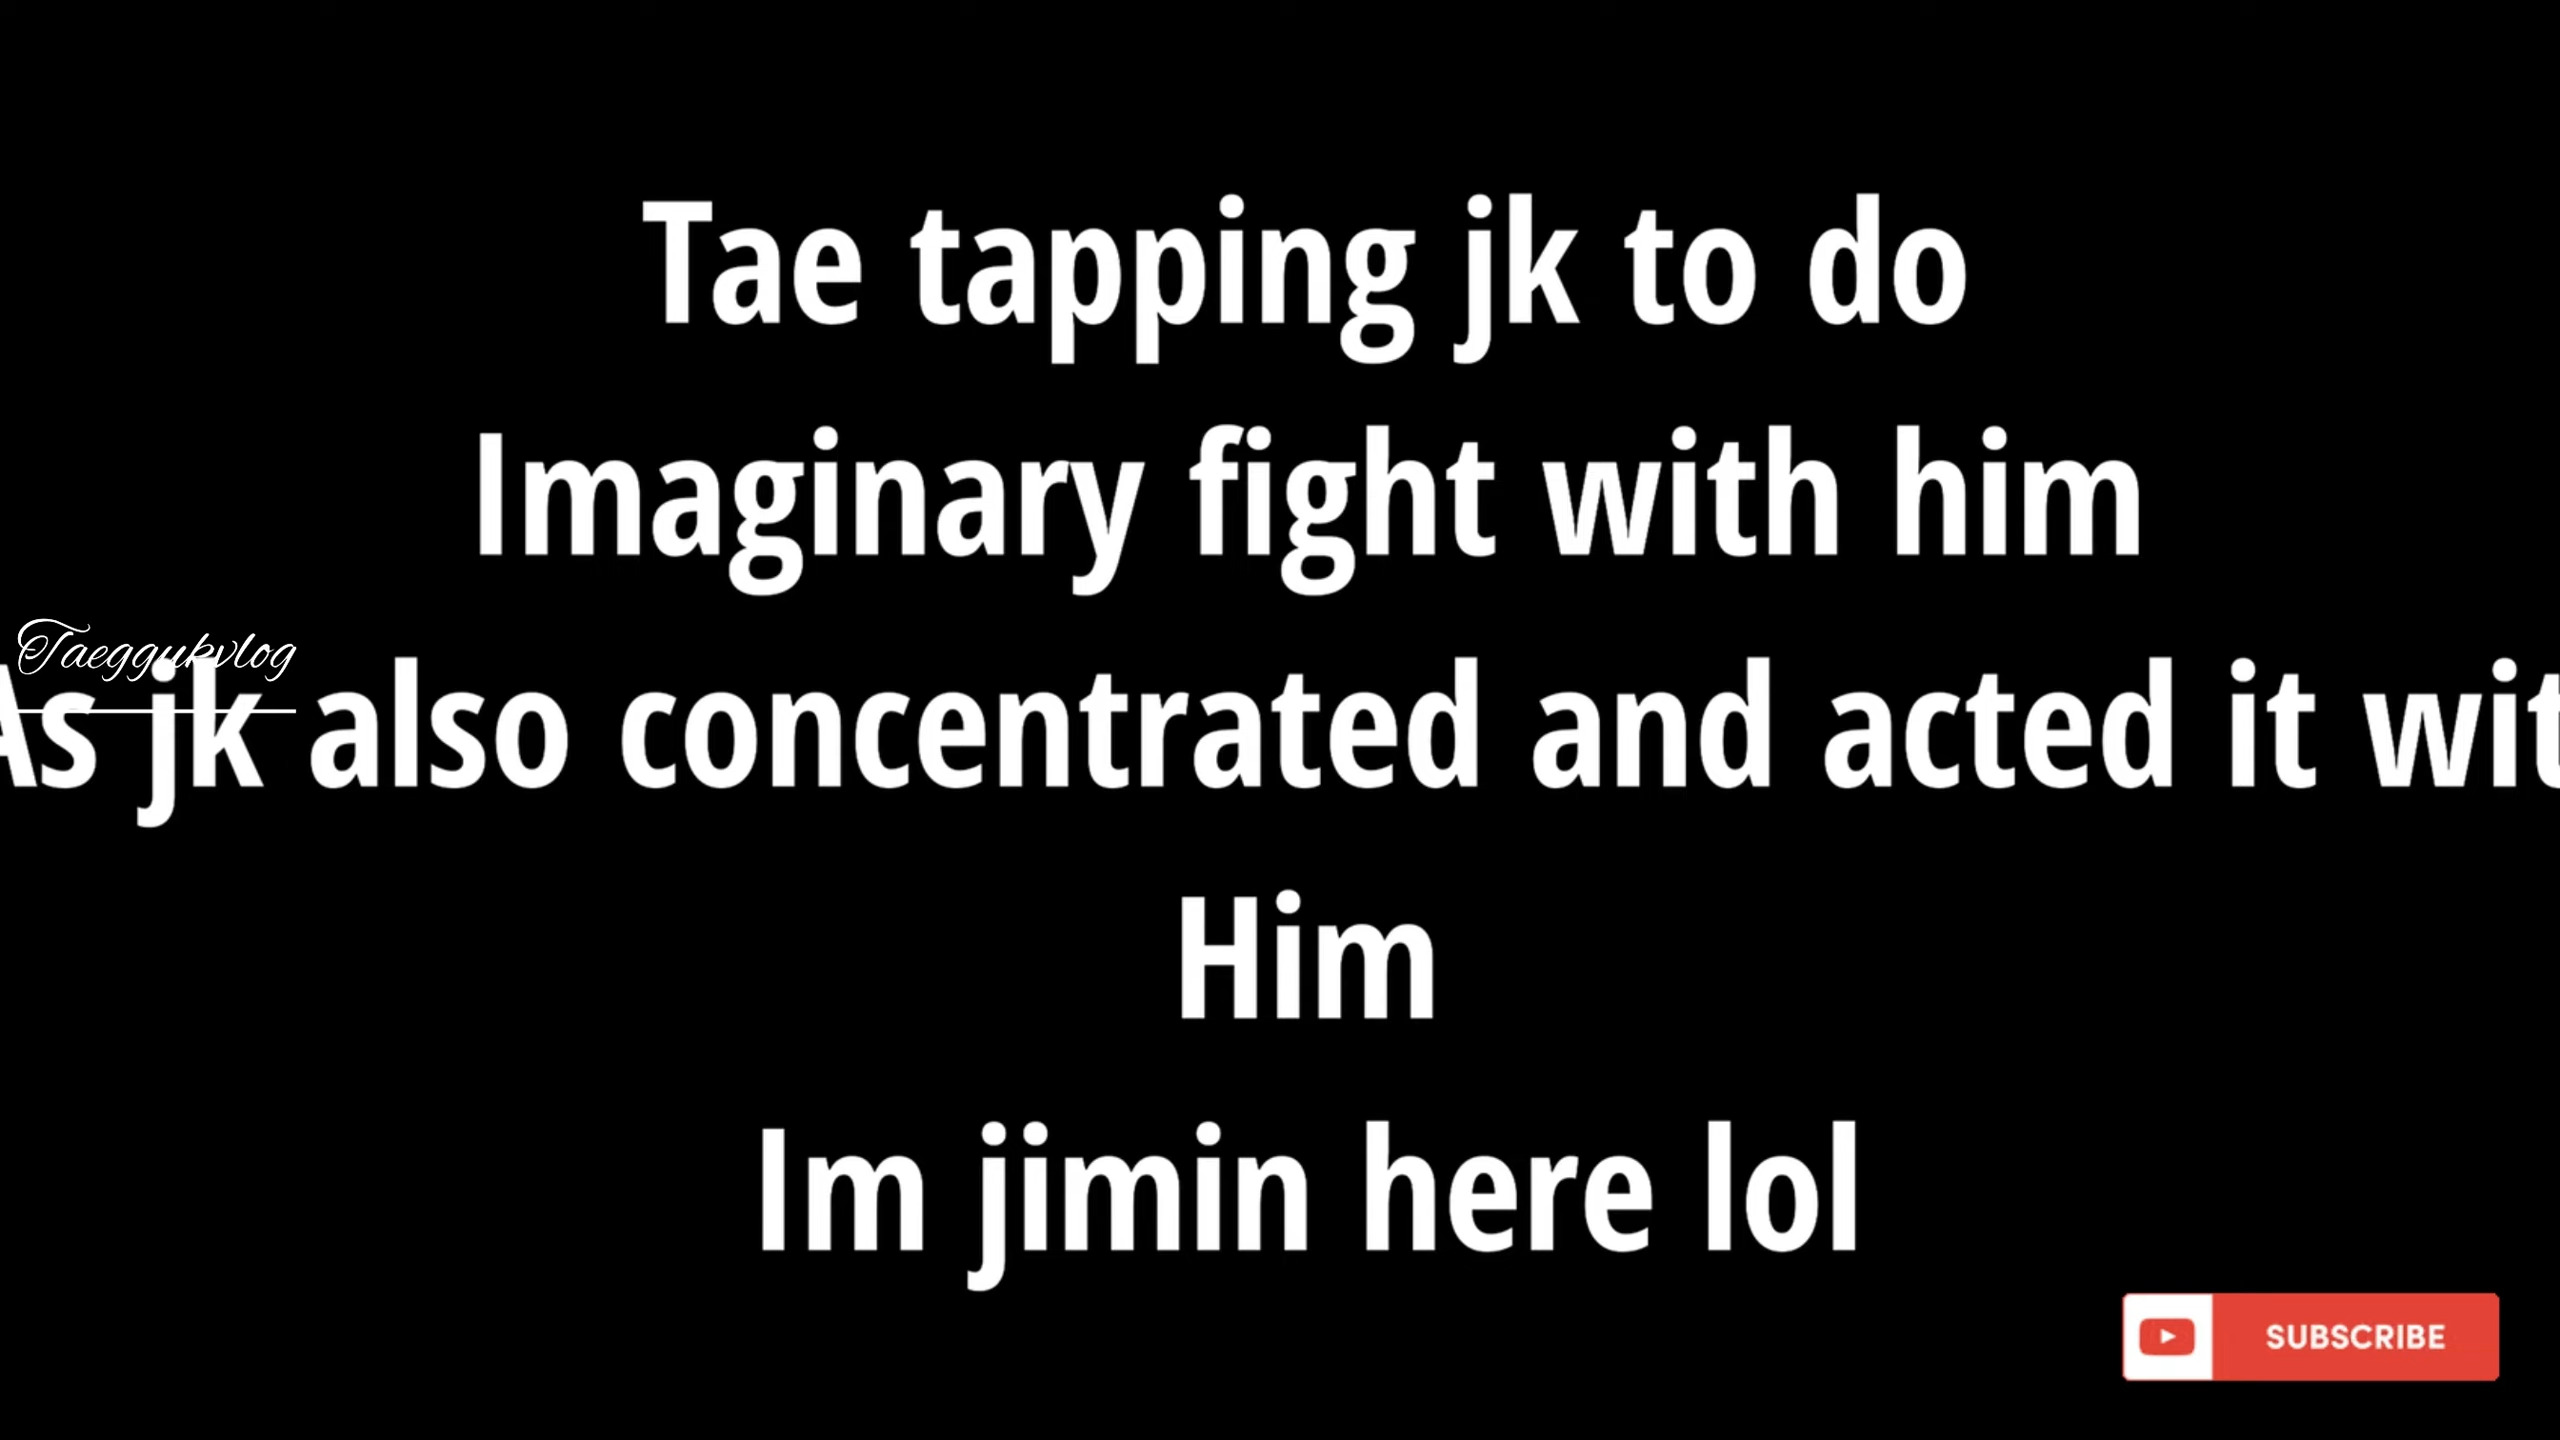 Tae tapping jk to do
Imaginary fight with him
Taeggukvlog
As jk also concentrated and acted it wit
Him
Im jimin here lol
SUBSCRIBE